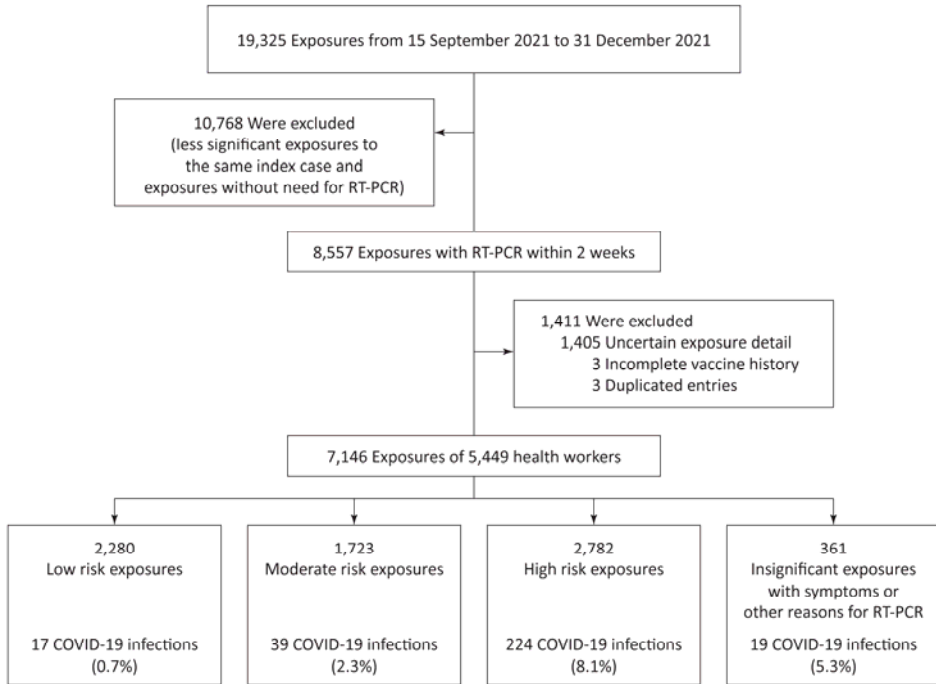 19,325 Exposures from 15 September 2021 to 31 December 2021
10,768 Were excluded
(less significant exposures to
the same index case and
exposures without need for RT-PCR)
8,557 Exposures with RT-PCR within 2 weeks
1,411 Were excluded
1,405 Uncertain exposure detail
3 Incomplete vaccine history
3 Duplicated entries
7,146 Exposures of 5,449 health workers
2,280
Low risk exposures
17 COVID-19 infections
(0.7%)
1,723
Moderate risk exposures
39 COVID-19 infections
(2.3%)
2,782
High risk exposures
224 COVID-19 infections
(8.1%)
361
Insignificant exposures
with symptoms or
other reasons for RT-PCR
19 COVID-19 infections
(5.3%)